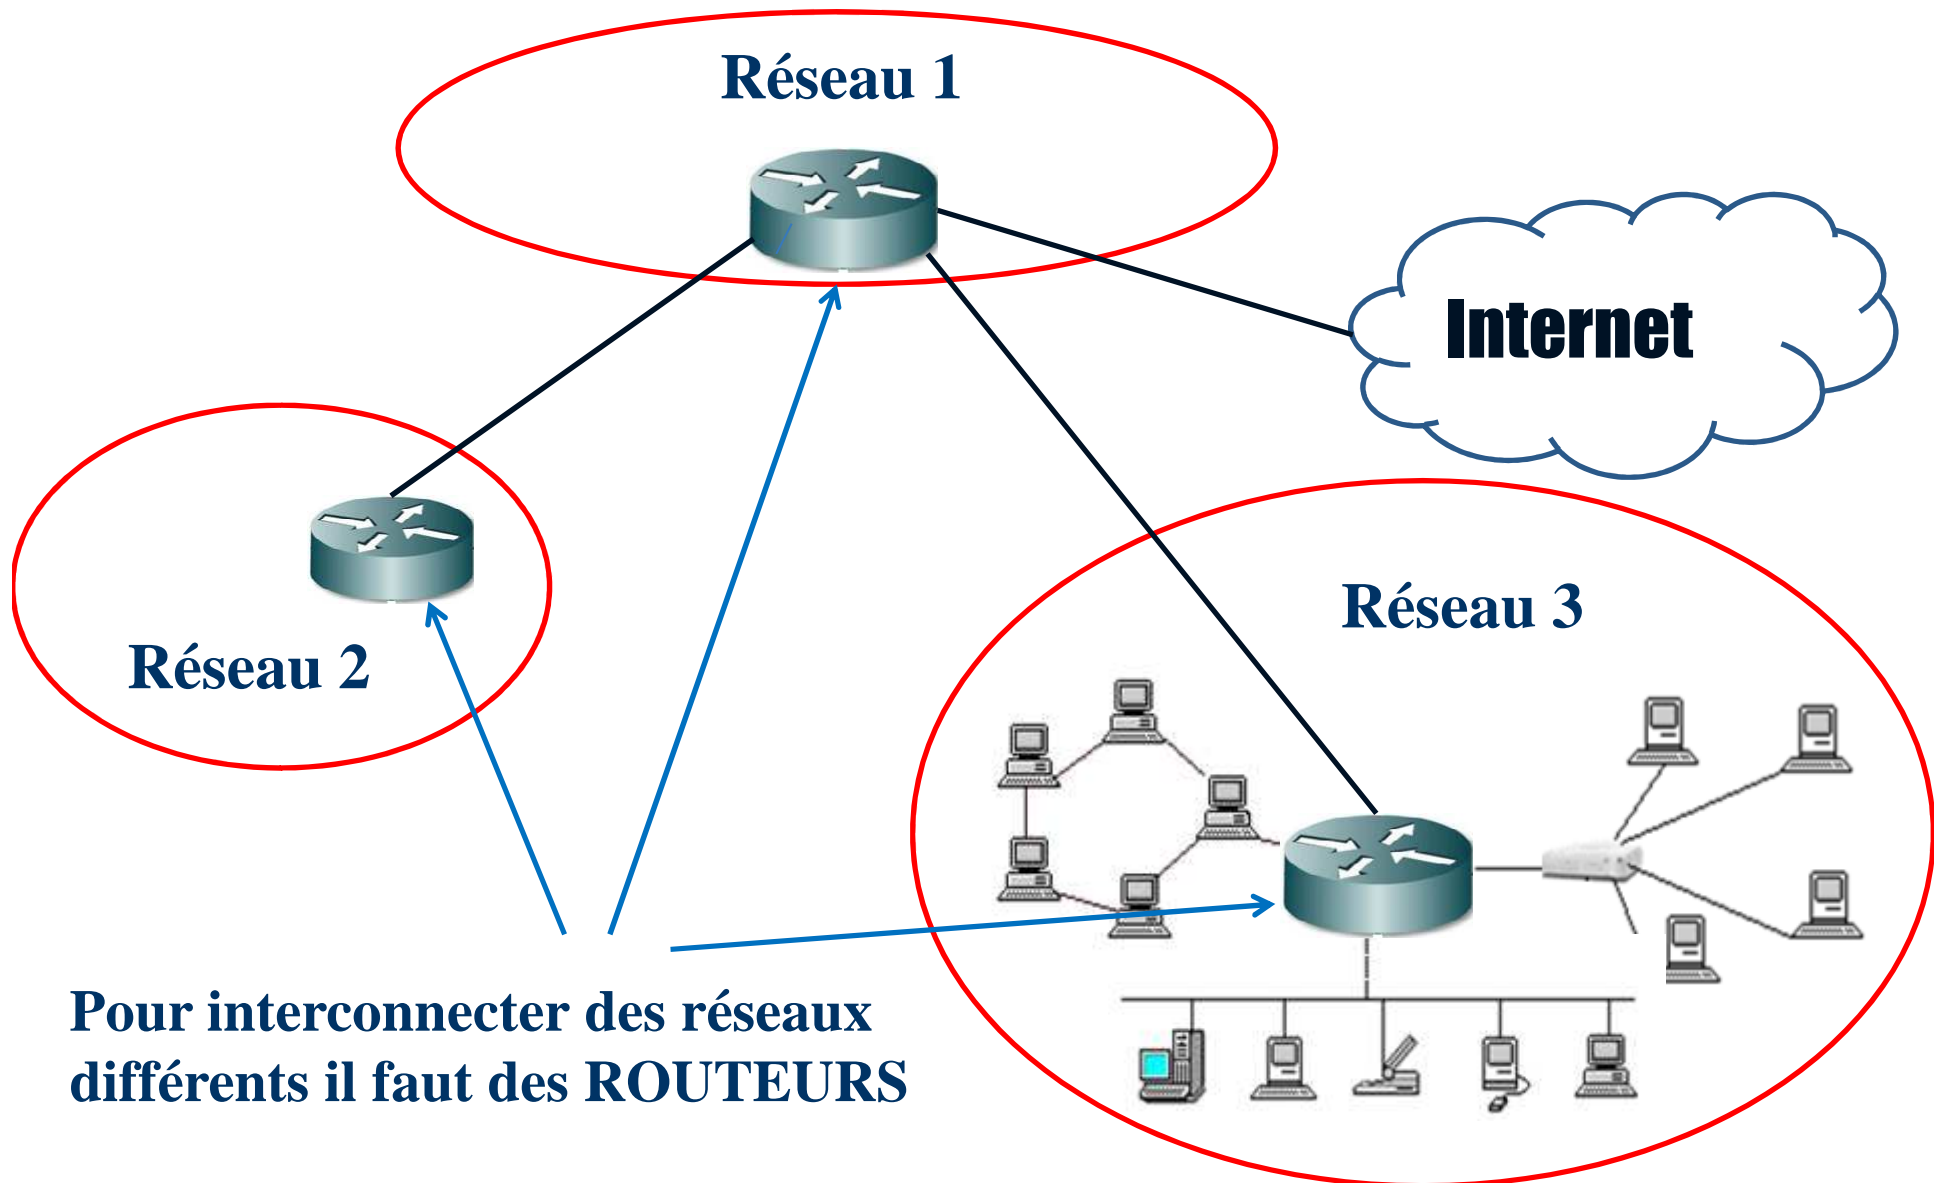 Réseau 1
Internet
Réseau 2
Réseau 3
Pour interconnecter des réseaux
différents il faut des ROUTEURS